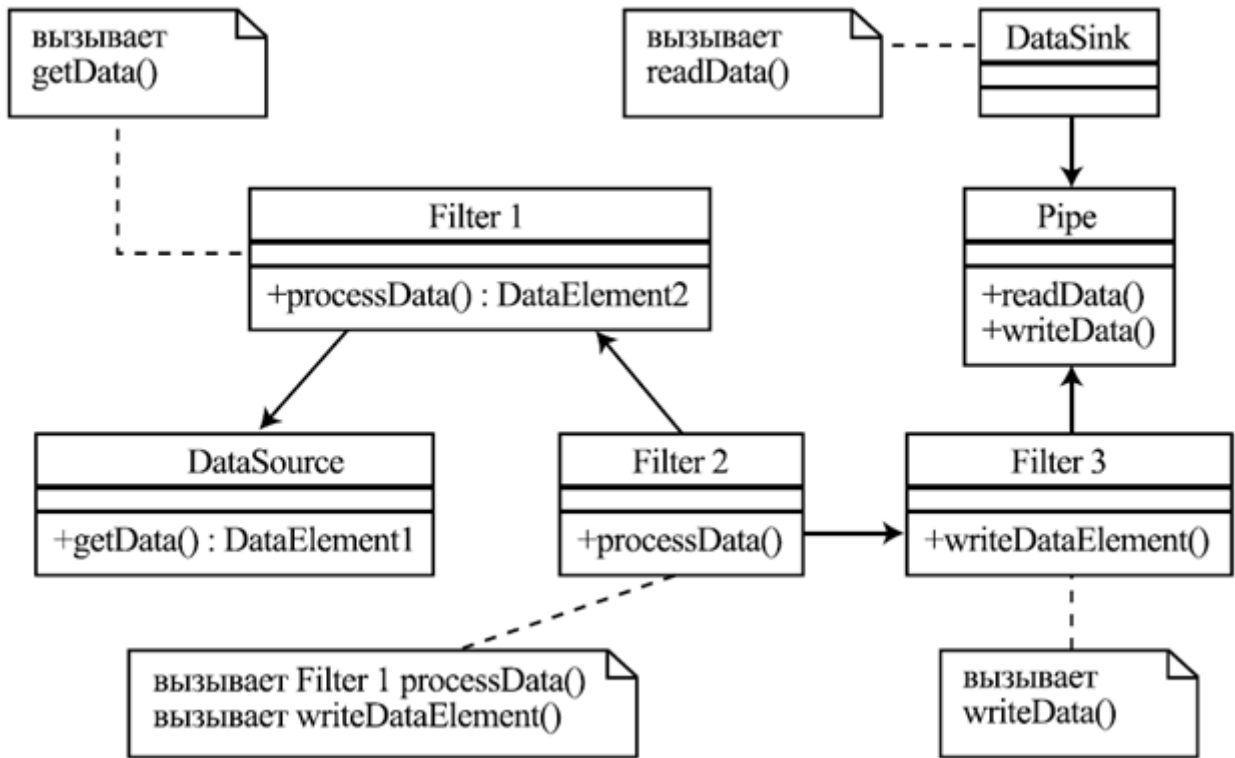 вызывает
getData()
вызывает
readData()
DataSink
Filter 1
+processData() : DataElement2
Pipe
+readData()
+writeData()
DataSource
+getData() : DataElement1
Filter 2
+processData()
Filter 3
+writeDataElement()
вызывает Filter 1 processData()
вызывает writeDataElement()
вызывает
writeData()